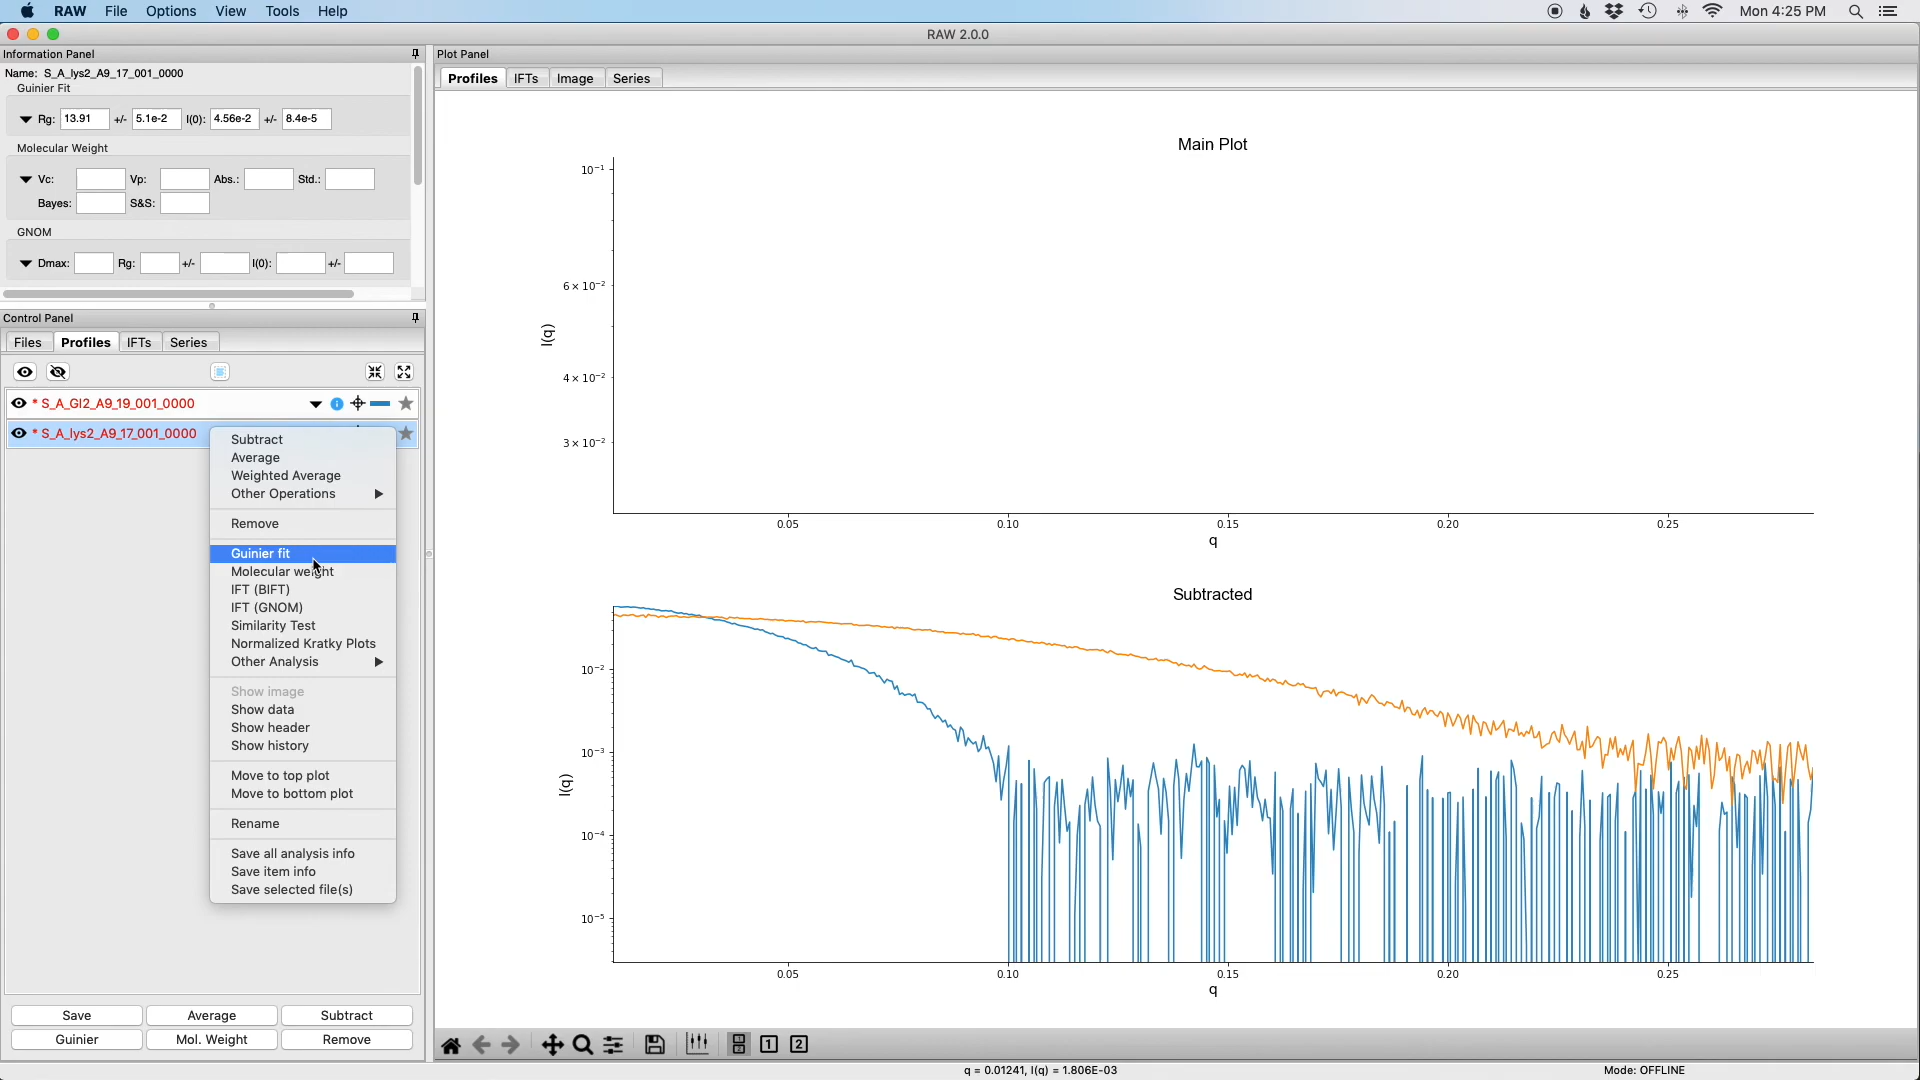 RAW File Options View Tools Help Mon 4:25 PM
RAW 2.0.0
Information Panel
Name: S_A_lys2_A9_17_001_0000
Guinier Fit
Rg: 13.91 +/- 5.1e-2 I(0): 4.56e-2 +/- 8.4e-5
Molecular Weight
Vc: Vp: Abs.: Std.:
Bayes: S&S:
GNOM
Dmax: Rg: +/- I(0): +/-
Control Panel
Files Profiles IFTs Series
* S_A_GI2_A9_19_001_0000
* S_A_lys2_A9_17_001_0000
Subtract
Average
Weighted Average
Other Operations
Remove
Guinier fit
Molecular weight
IFT (BIFT)
IFT (GNOM)
Similarity Test
Normalized Kratky Plots
Other Analysis
Show image
Show data
Show header
Show history
Move to top plot
Move to bottom plot
Rename
Save all analysis info
Save item info
Save selected file(s)
Save Average Subtract
Guinier Mol. Weight Remove
Plot Panel
Profiles IFTs Image Series
Main Plot
10⁻¹
6 × 10⁻²
4 × 10⁻²
3 × 10⁻²
I(q)
0.05 0.10 0.15 0.20 0.25
q
Subtracted
10⁻²
10⁻³
10⁻⁴
10⁻⁵
I(q)
0.05 0.10 0.15 0.20 0.25
q
1 2
q = 0.01241, I(q) = 1.806E-03 Mode: OFFLINE